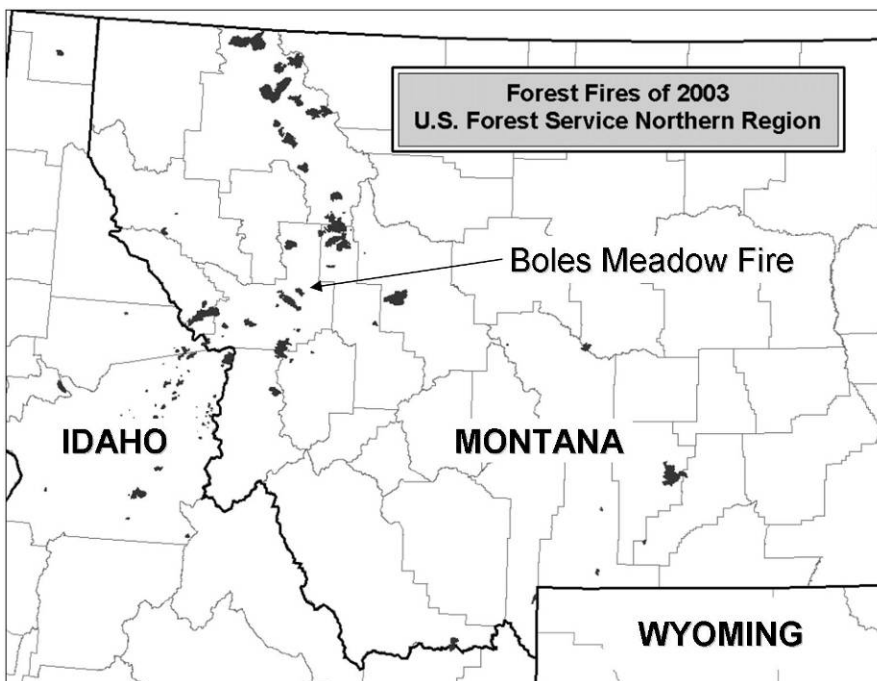 Forest Fires of 2003
U.S. Forest Service Northern Region
Boles Meadow Fire
IDAHO
MONTANA
WYOMING